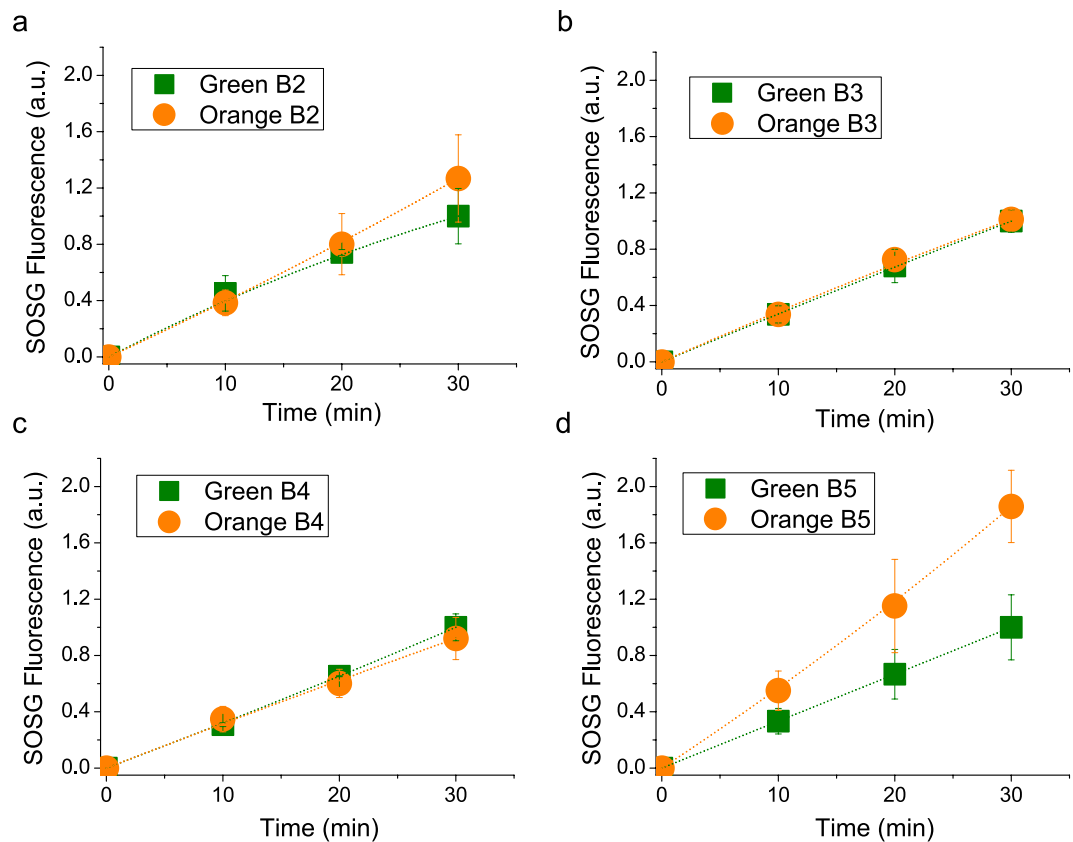 a
SOSG Fluorescence (a.u.)
2.0
1.6
1.2
0.8
0.4
0.0
Green B2
Orange B2
0 10 20 30
Time (min)
b
SOSG Fluorescence (a.u.)
2.0
1.6
1.2
0.8
0.4
0.0
Green B3
Orange B3
0 10 20 30
Time (min)
c
SOSG Fluorescence (a.u.)
2.0
1.6
1.2
0.8
0.4
0.0
Green B4
Orange B4
0 10 20 30
Time (min)
d
SOSG Fluorescence (a.u.)
2.0
1.6
1.2
0.8
0.4
0.0
Green B5
Orange B5
0 10 20 30
Time (min)